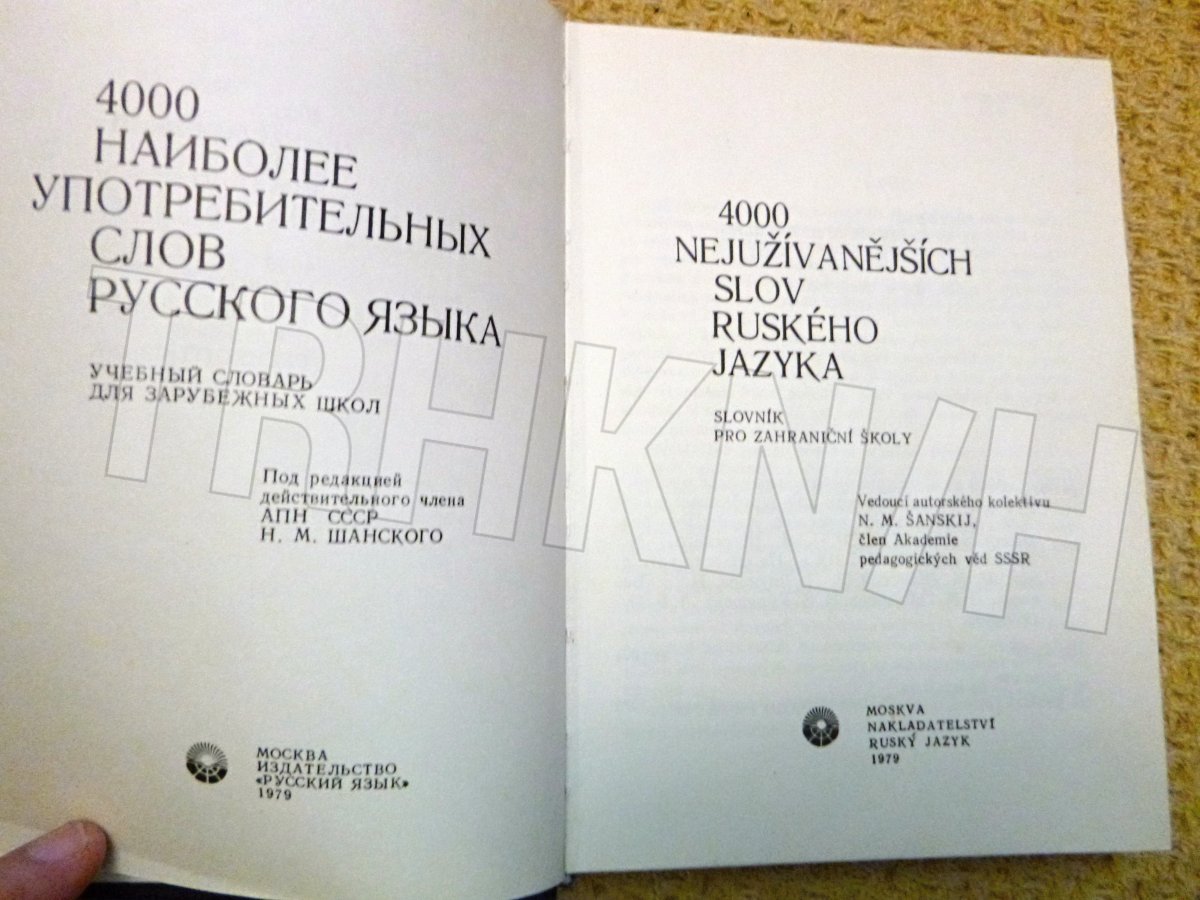 4000
НАИБОЛЕЕ
УПОТРЕБИТЕЛЬНЫХ
СЛОВ
РУССКОГО ЯЗЫКА
УЧЕБНЫЙ СЛОВАРЬ
ДЛЯ ЗАРУБЕЖНЫХ ШКОЛ
Под редакцией
действительного члена
АПН СССР
Н. М. ШАНСКОГО
МОСКВА
ИЗДАТЕЛЬСТВО
«РУССКИЙ ЯЗЫК»
1979
4000
NEJUŽÍVANĚJŠÍCH
SLOV
RUSKÉHO
JAZYKA
SLOVNÍK
PRO ZAHRANIČNÍ ŠKOLY
Vedoucí autorského kolektivu
N. M. ŠANSKIJ,
člen Akademie
pedagogických věd SSSR
MOSKVA
NAKLADATELSTVÍ
RUSKÝ JAZYK
1979
TRHKNIH